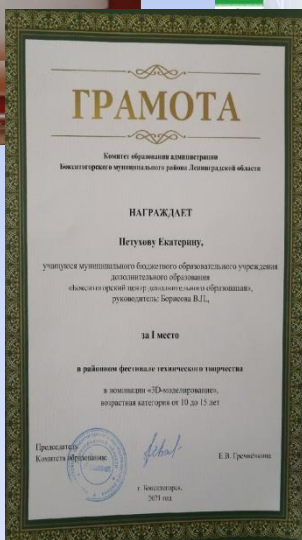 ГРАМОТА
Комитет образования администрации
Бокситогорского муниципального района Ленинградской области
НАГРАЖДАЕТ
Петухову Екатерину,
учащуюся муниципального бюджетного образовательного учреждения
дополнительного образования
«Бокситогорский центр дополнительного образования»,
руководитель: Борисова В.П.,
за I место
в районном фестивале технического творчества
в номинации «3D-моделирование»,
возрастная категория от 10 до 15 лет
Председатель
Комитета образования
Е.В. Гречнёвкина
г. Бокситогорск,
2021 год